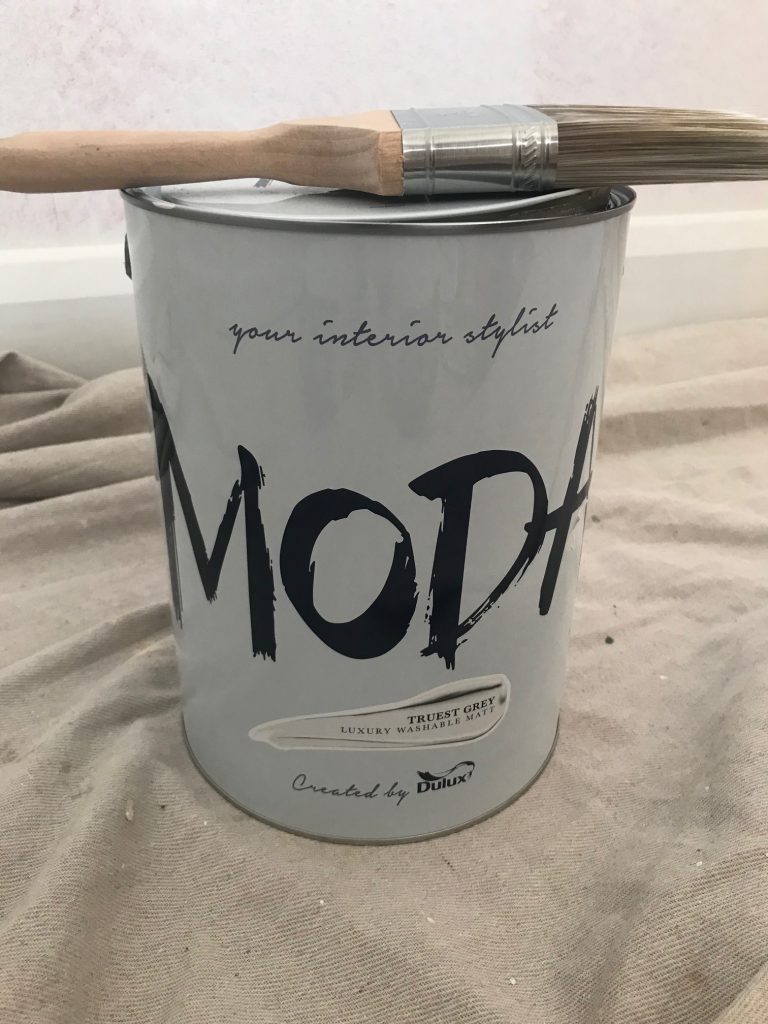 your interior stylist
MODA
TRUEST GREY
LUXURY WASHABLE MATT
Created by Dulux